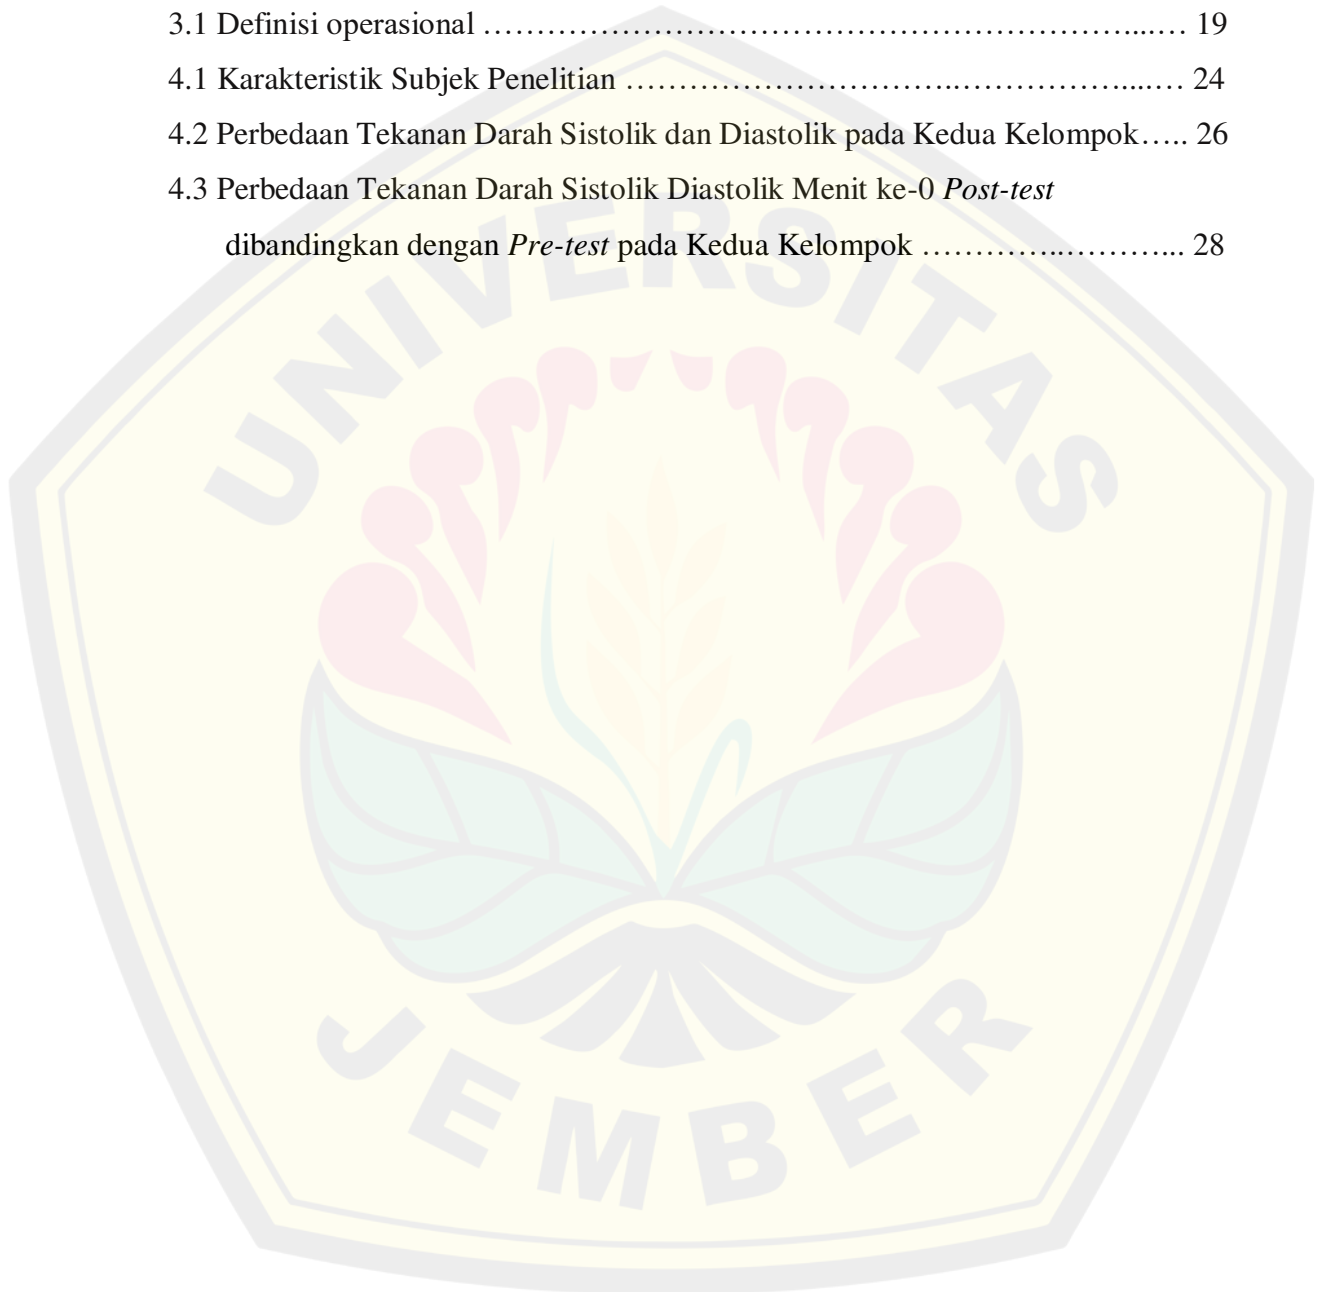 3.1 Definisi operasional …………………………………………………………...…. 19
4.1 Karakteristik Subjek Penelitian …………………………..……………....…. 24
4.2 Perbedaan Tekanan Darah Sistolik dan Diastolik pada Kedua Kelompok….. 26
4.3 Perbedaan Tekanan Darah Sistolik Diastolik Menit ke-0 Post-test
dibandingkan dengan Pre-test pada Kedua Kelompok …………..………... 28
UNIVERSITAS
JEMBER